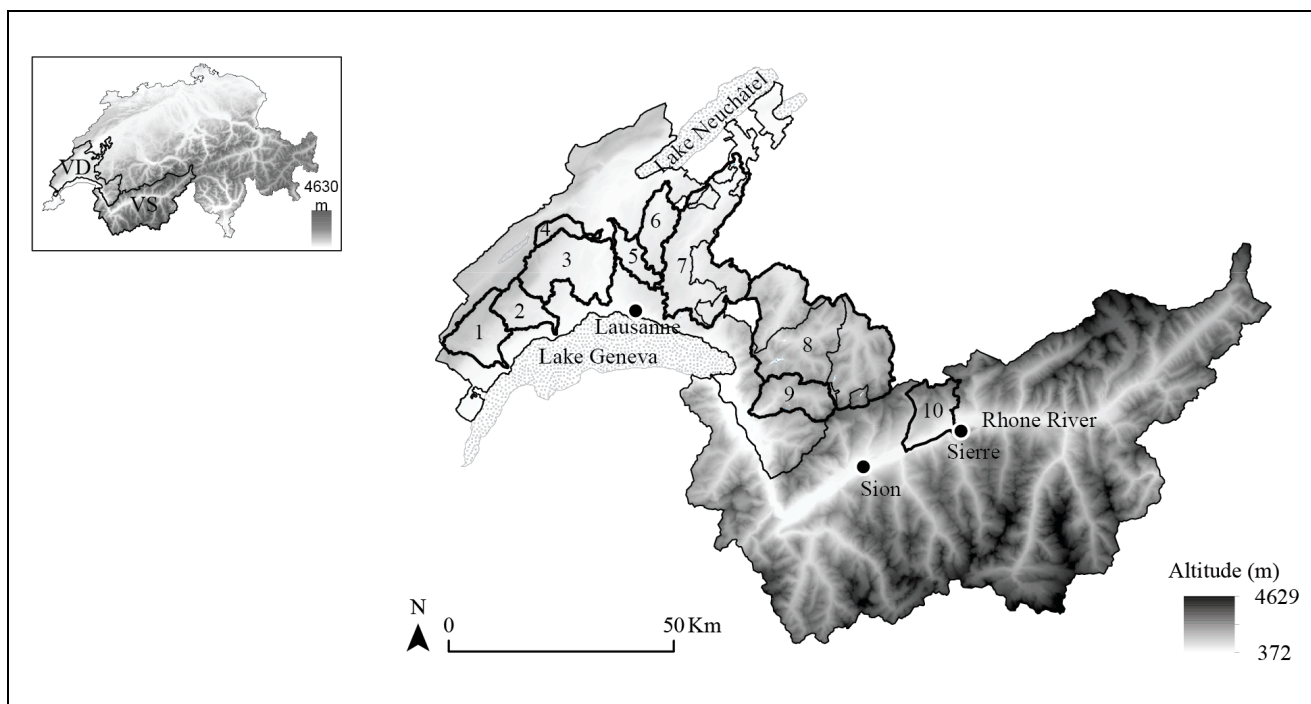 VD
VS
4630
m
Lake Neuchâtel
6
4
5
3
7
2
1
Lausanne
Lake Geneva
8
9
10
Rhone River
Sierre
Sion
Altitude (m)
4629
372
N
0
50 Km